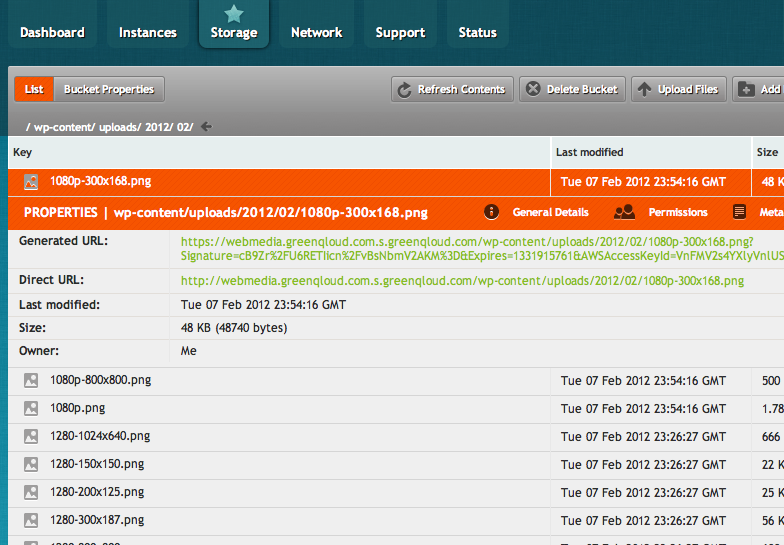 Dashboard Instances Storage Network Support Status
List Bucket Properties Refresh Contents Delete Bucket Upload Files Add
/ wp-content/ uploads/ 2012/ 02/
Key Last modified Size
1080p-300x168.png Tue 07 Feb 2012 23:54:16 GMT 48 K
PROPERTIES | wp-content/uploads/2012/02/1080p-300x168.png General Details Permissions Meta
Generated URL: https://webmedia.greenqloud.com.s.greenqloud.com/wp-content/uploads/2012/02/1080p-300x168.png?
Signature=cB9Zr%2FU6RETIicn%2FvBsNbmV2AKM%3D&Expires=1331915761&AWSAccessKeyId=VnFMV2s4YXlyVnlUS
Direct URL: http://webmedia.greenqloud.com.s.greenqloud.com/wp-content/uploads/2012/02/1080p-300x168.png
Last modified: Tue 07 Feb 2012 23:54:16 GMT
Size: 48 KB (48740 bytes)
Owner: Me
1080p-800x800.png Tue 07 Feb 2012 23:54:16 GMT 500
1080p.png Tue 07 Feb 2012 23:54:16 GMT 1.78
1280-1024x640.png Tue 07 Feb 2012 23:26:27 GMT 666
1280-150x150.png Tue 07 Feb 2012 23:26:27 GMT 22 K
1280-200x125.png Tue 07 Feb 2012 23:26:27 GMT 25 K
1280-300x187.png Tue 07 Feb 2012 23:26:27 GMT 56 K